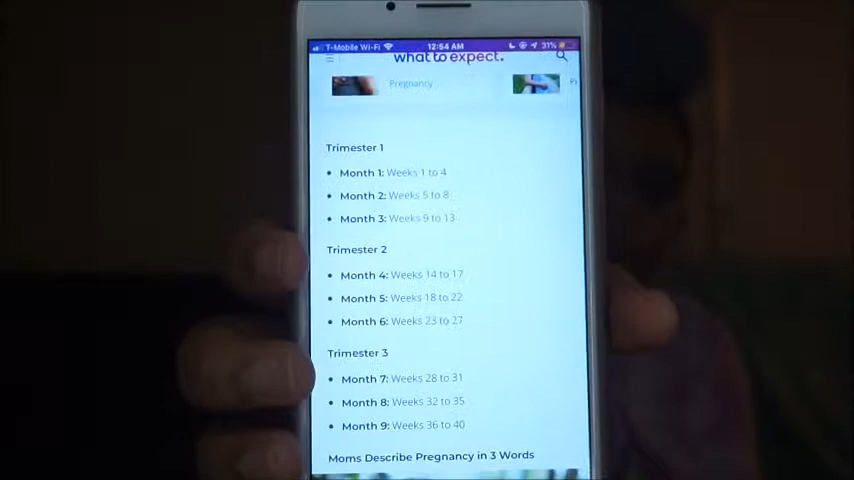 T-Mobile Wi-Fi 12:54 AM 31%
what to expect.
Pregnancy
Trimester 1
• Month 1: Weeks 1 to 4
• Month 2: Weeks 5 to 8
• Month 3: Weeks 9 to 13
Trimester 2
• Month 4: Weeks 14 to 17
• Month 5: Weeks 18 to 22
• Month 6: Weeks 23 to 27
Trimester 3
• Month 7: Weeks 28 to 31
• Month 8: Weeks 32 to 35
• Month 9: Weeks 36 to 40
Moms Describe Pregnancy in 3 Words